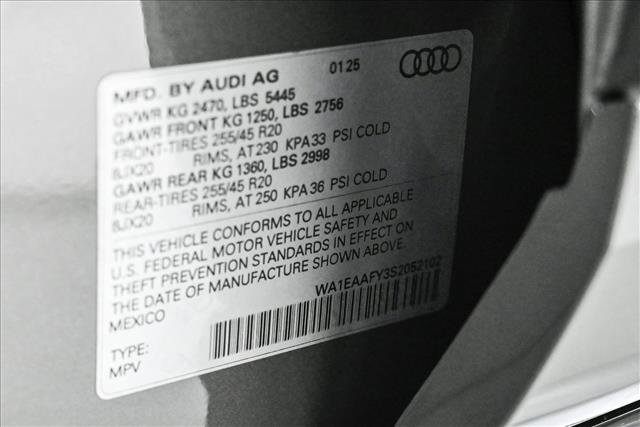 MFD. BY AUDI AG 01 25
GVWR KG 2470, LBS 5445
GAWR FRONT KG 1250, LBS 2756
FRONT-TIRES 255/45 R20
8JX20 RIMS, AT 230 KPA 33 PSI COLD
GAWR REAR KG 1360, LBS 2998
REAR-TIRES 255/45 R20
8JX20 RIMS, AT 250 KPA 36 PSI COLD
THIS VEHICLE CONFORMS TO ALL APPLICABLE
U.S. FEDERAL MOTOR VEHICLE SAFETY AND
THEFT PREVENTION STANDARDS IN EFFECT ON
THE DATE OF MANUFACTURE SHOWN ABOVE.
MEXICO WA1EAAFY3S2052102
TYPE:
MPV